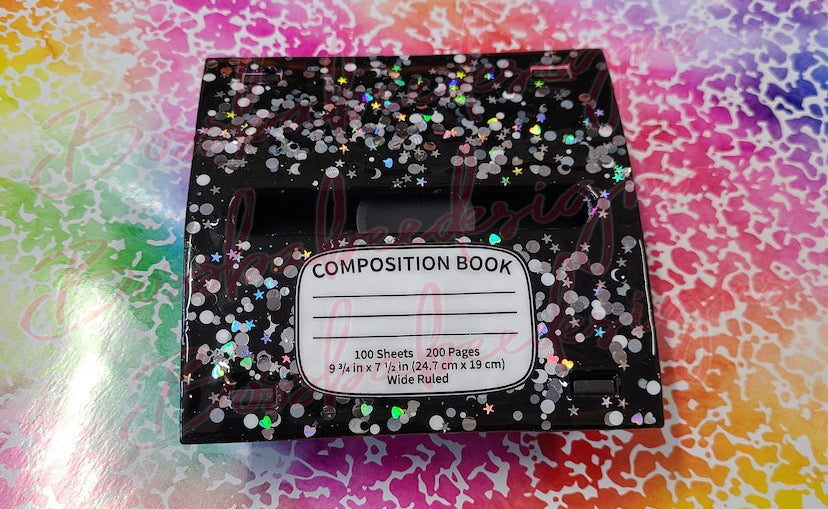 COMPOSITION BOOK
100 Sheets 200 Pages
9 3/4 in x 7 1/2 in (24.7 cm x 19 cm)
Wide Ruled